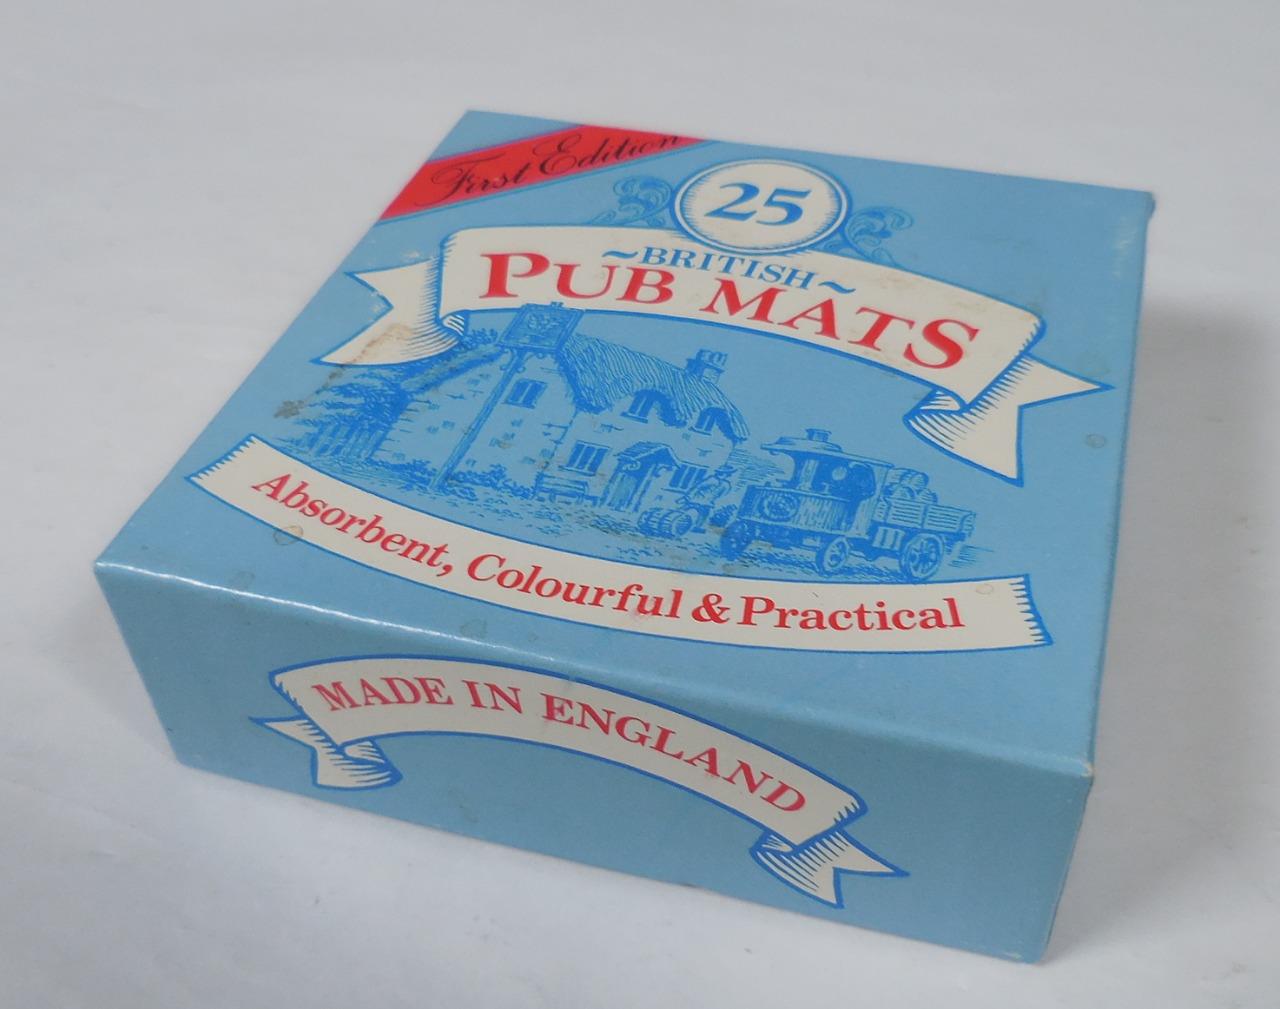 First Edition
25
~BRITISH~
PUB MATS
Absorbent, Colourful & Practical
MADE IN ENGLAND